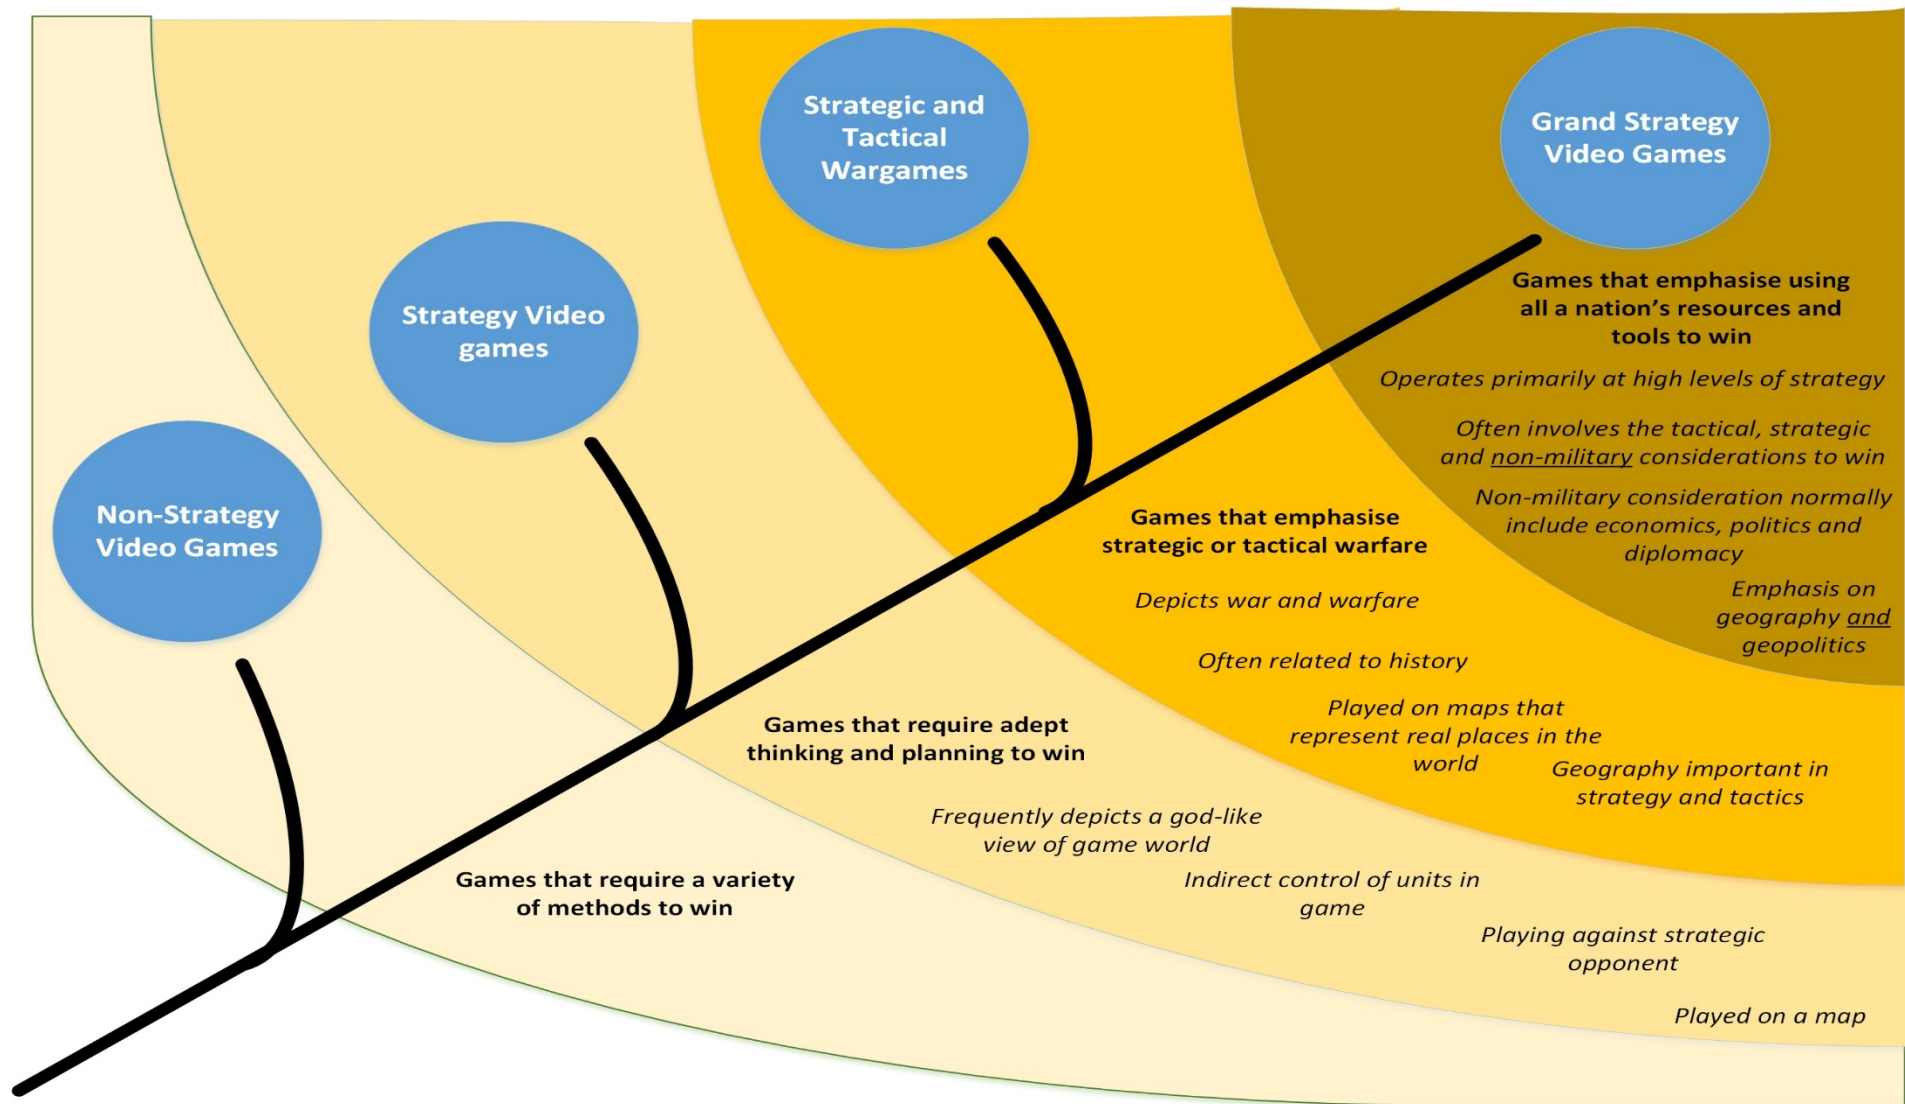 Strategic and
Tactical
Wargames
Grand Strategy
Video Games
Strategy Video
games
Non-Strategy
Video Games
Games that emphasise using
all a nation’s resources and
tools to win
Operates primarily at high levels of strategy
Often involves the tactical, strategic
and non-military considerations to win
Non-military consideration normally
include economics, politics and
diplomacy
Emphasis on
geography and
geopolitics
Games that emphasise
strategic or tactical warfare
Depicts war and warfare
Often related to history
Played on maps that
represent real places in the
world
Geography important in
strategy and tactics
Games that require adept
thinking and planning to win
Frequently depicts a god-like
view of game world
Indirect control of units in
game
Playing against strategic
opponent
Played on a map
Games that require a variety
of methods to win